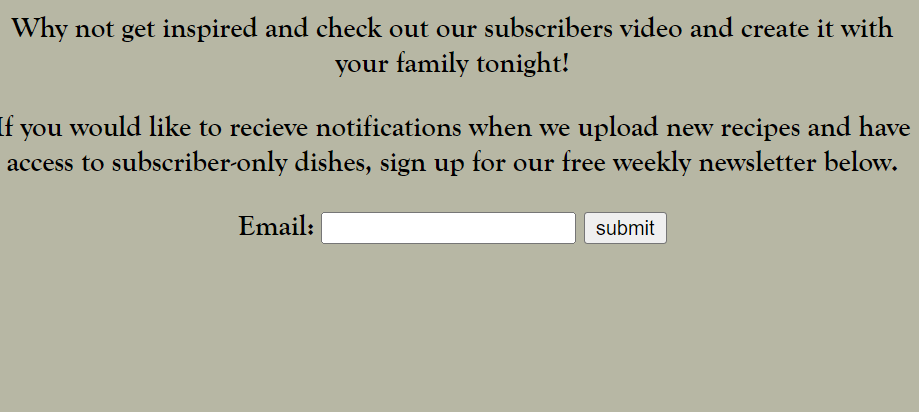 Why not get inspired and check out our subscribers video and create it with
your family tonight!
If you would like to recieve notifications when we upload new recipes and have
access to subscriber-only dishes, sign up for our free weekly newsletter below.
Email: submit